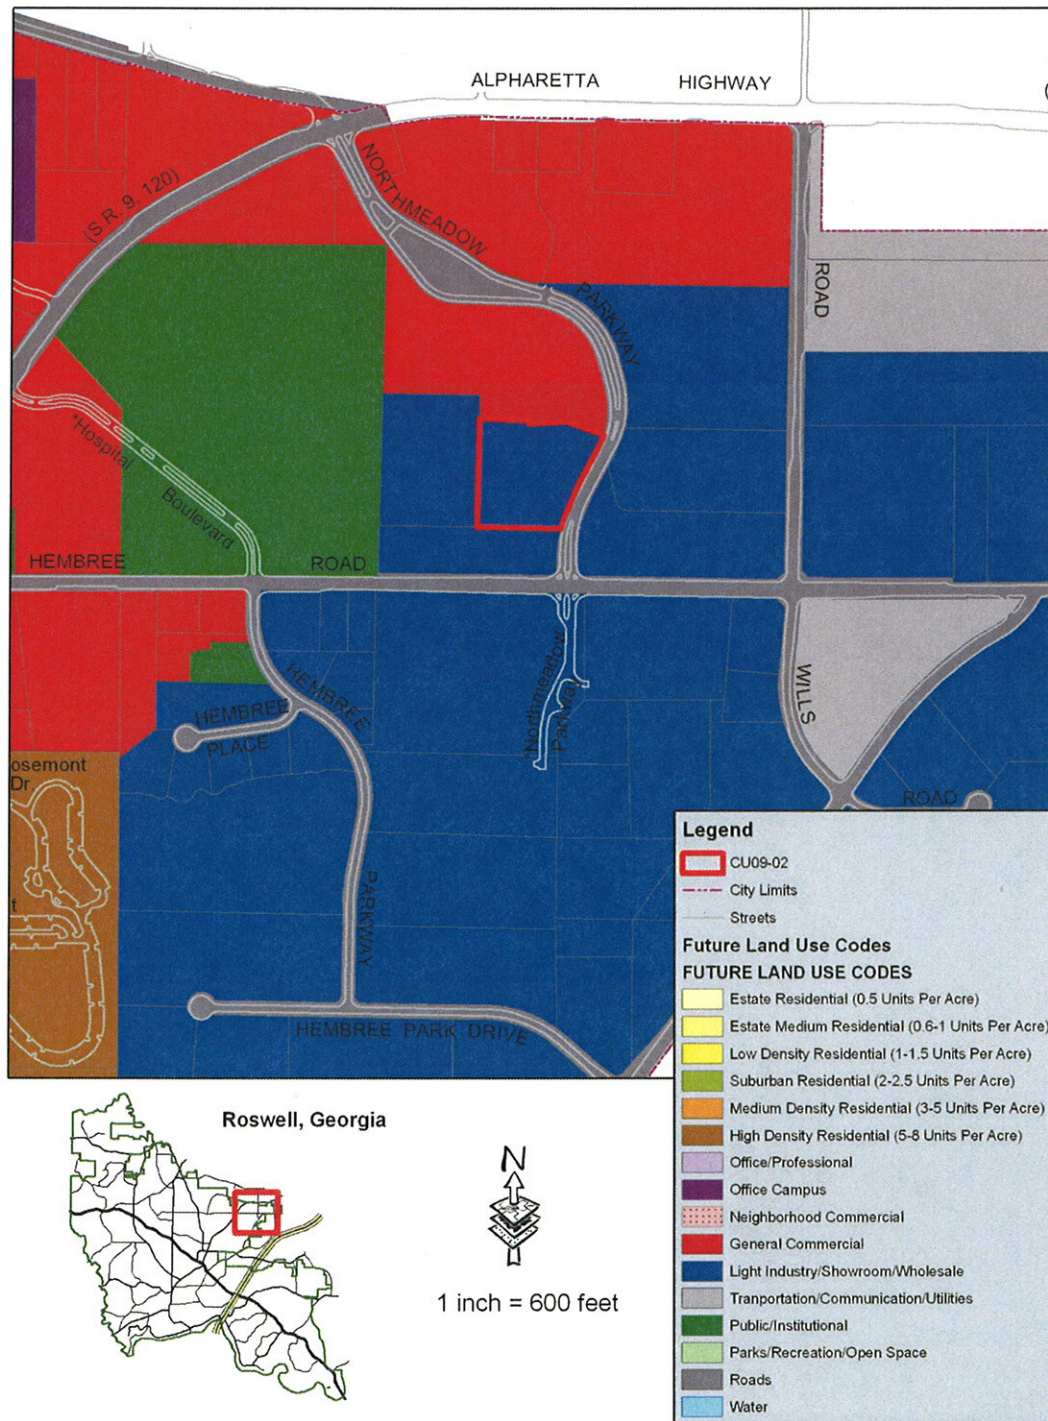 ALPHARETTA HIGHWAY
(
(S R. 9, 120)
NORTHMEADOW
PARKWAY
ROAD
*Hospital
Boulevard
HEMBREE ROAD
HEMBREE
HEMBREE
PLACE
*Northmeadow
Parkway
WILLS
ROAD
osemont
Dr
t
PARKWAY
HEMBREE PARK DRIVE
Legend
CU09-02
City Limits
Streets
Future Land Use Codes
FUTURE LAND USE CODES
Estate Residential (0.5 Units Per Acre)
Estate Medium Residential (0.6-1 Units Per Acre)
Low Density Residential (1-1.5 Units Per Acre)
Suburban Residential (2-2.5 Units Per Acre)
Medium Density Residential (3-5 Units Per Acre)
High Density Residential (5-8 Units Per Acre)
Office/Professional
Office Campus
Neighborhood Commercial
General Commercial
Light Industry/Showroom/Wholesale
Tranportation/Communication/Utilities
Public/Institutional
Parks/Recreation/Open Space
Roads
Water
Roswell, Georgia
N
1 inch = 600 feet